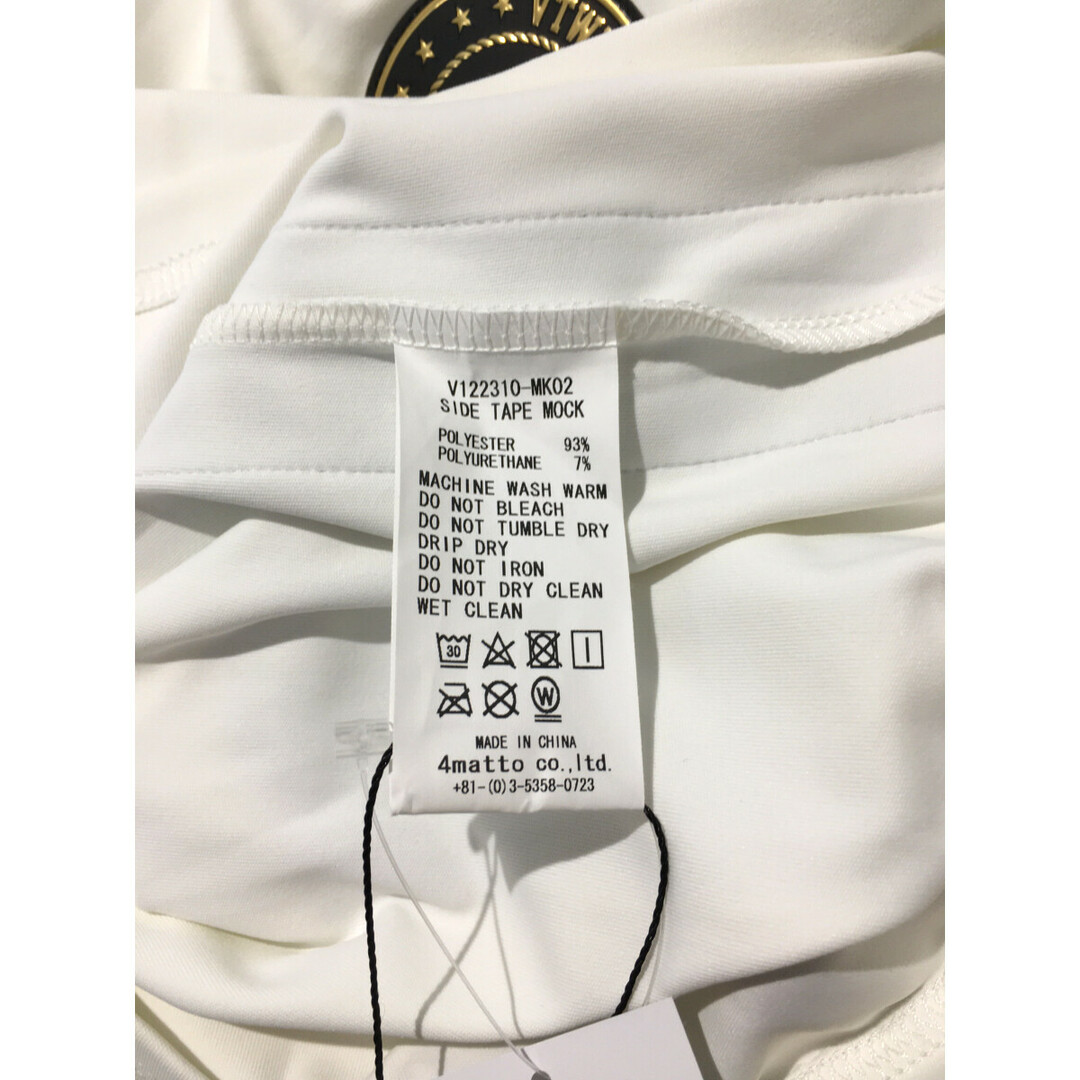 V122310-MK02
SIDE TAPE MOCK
POLYESTER 93%
POLYURETHANE 7%
MACHINE WASH WARM
DO NOT BLEACH
DO NOT TUMBLE DRY
DRIP DRY
DO NOT IRON
DO NOT DRY CLEAN
WET CLEAN
30
W
MADE IN CHINA
4matto co.,ltd.
+81-(0)3-5358-0723